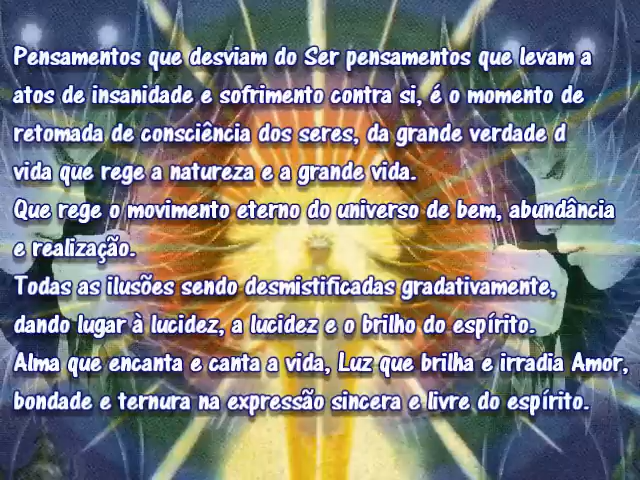 Pensamentos que desviam do Ser pensamentos que levam a
atos de insanidade e sofrimento contra si, é o momento de
retomada de consciência dos seres, da grande verdade d
vida que rege a natureza e a grande vida.
Que rege o movimento eterno do universo de bem, abundância
e realização.
Todas as ilusões sendo desmistificadas gradativamente,
dando lugar à lucidez, a lucidez e o brilho do espírito.
Alma que encanta e canta a vida, Luz que brilha e irradia Amor,
bondade e ternura na expressão sincera e livre do espírito.